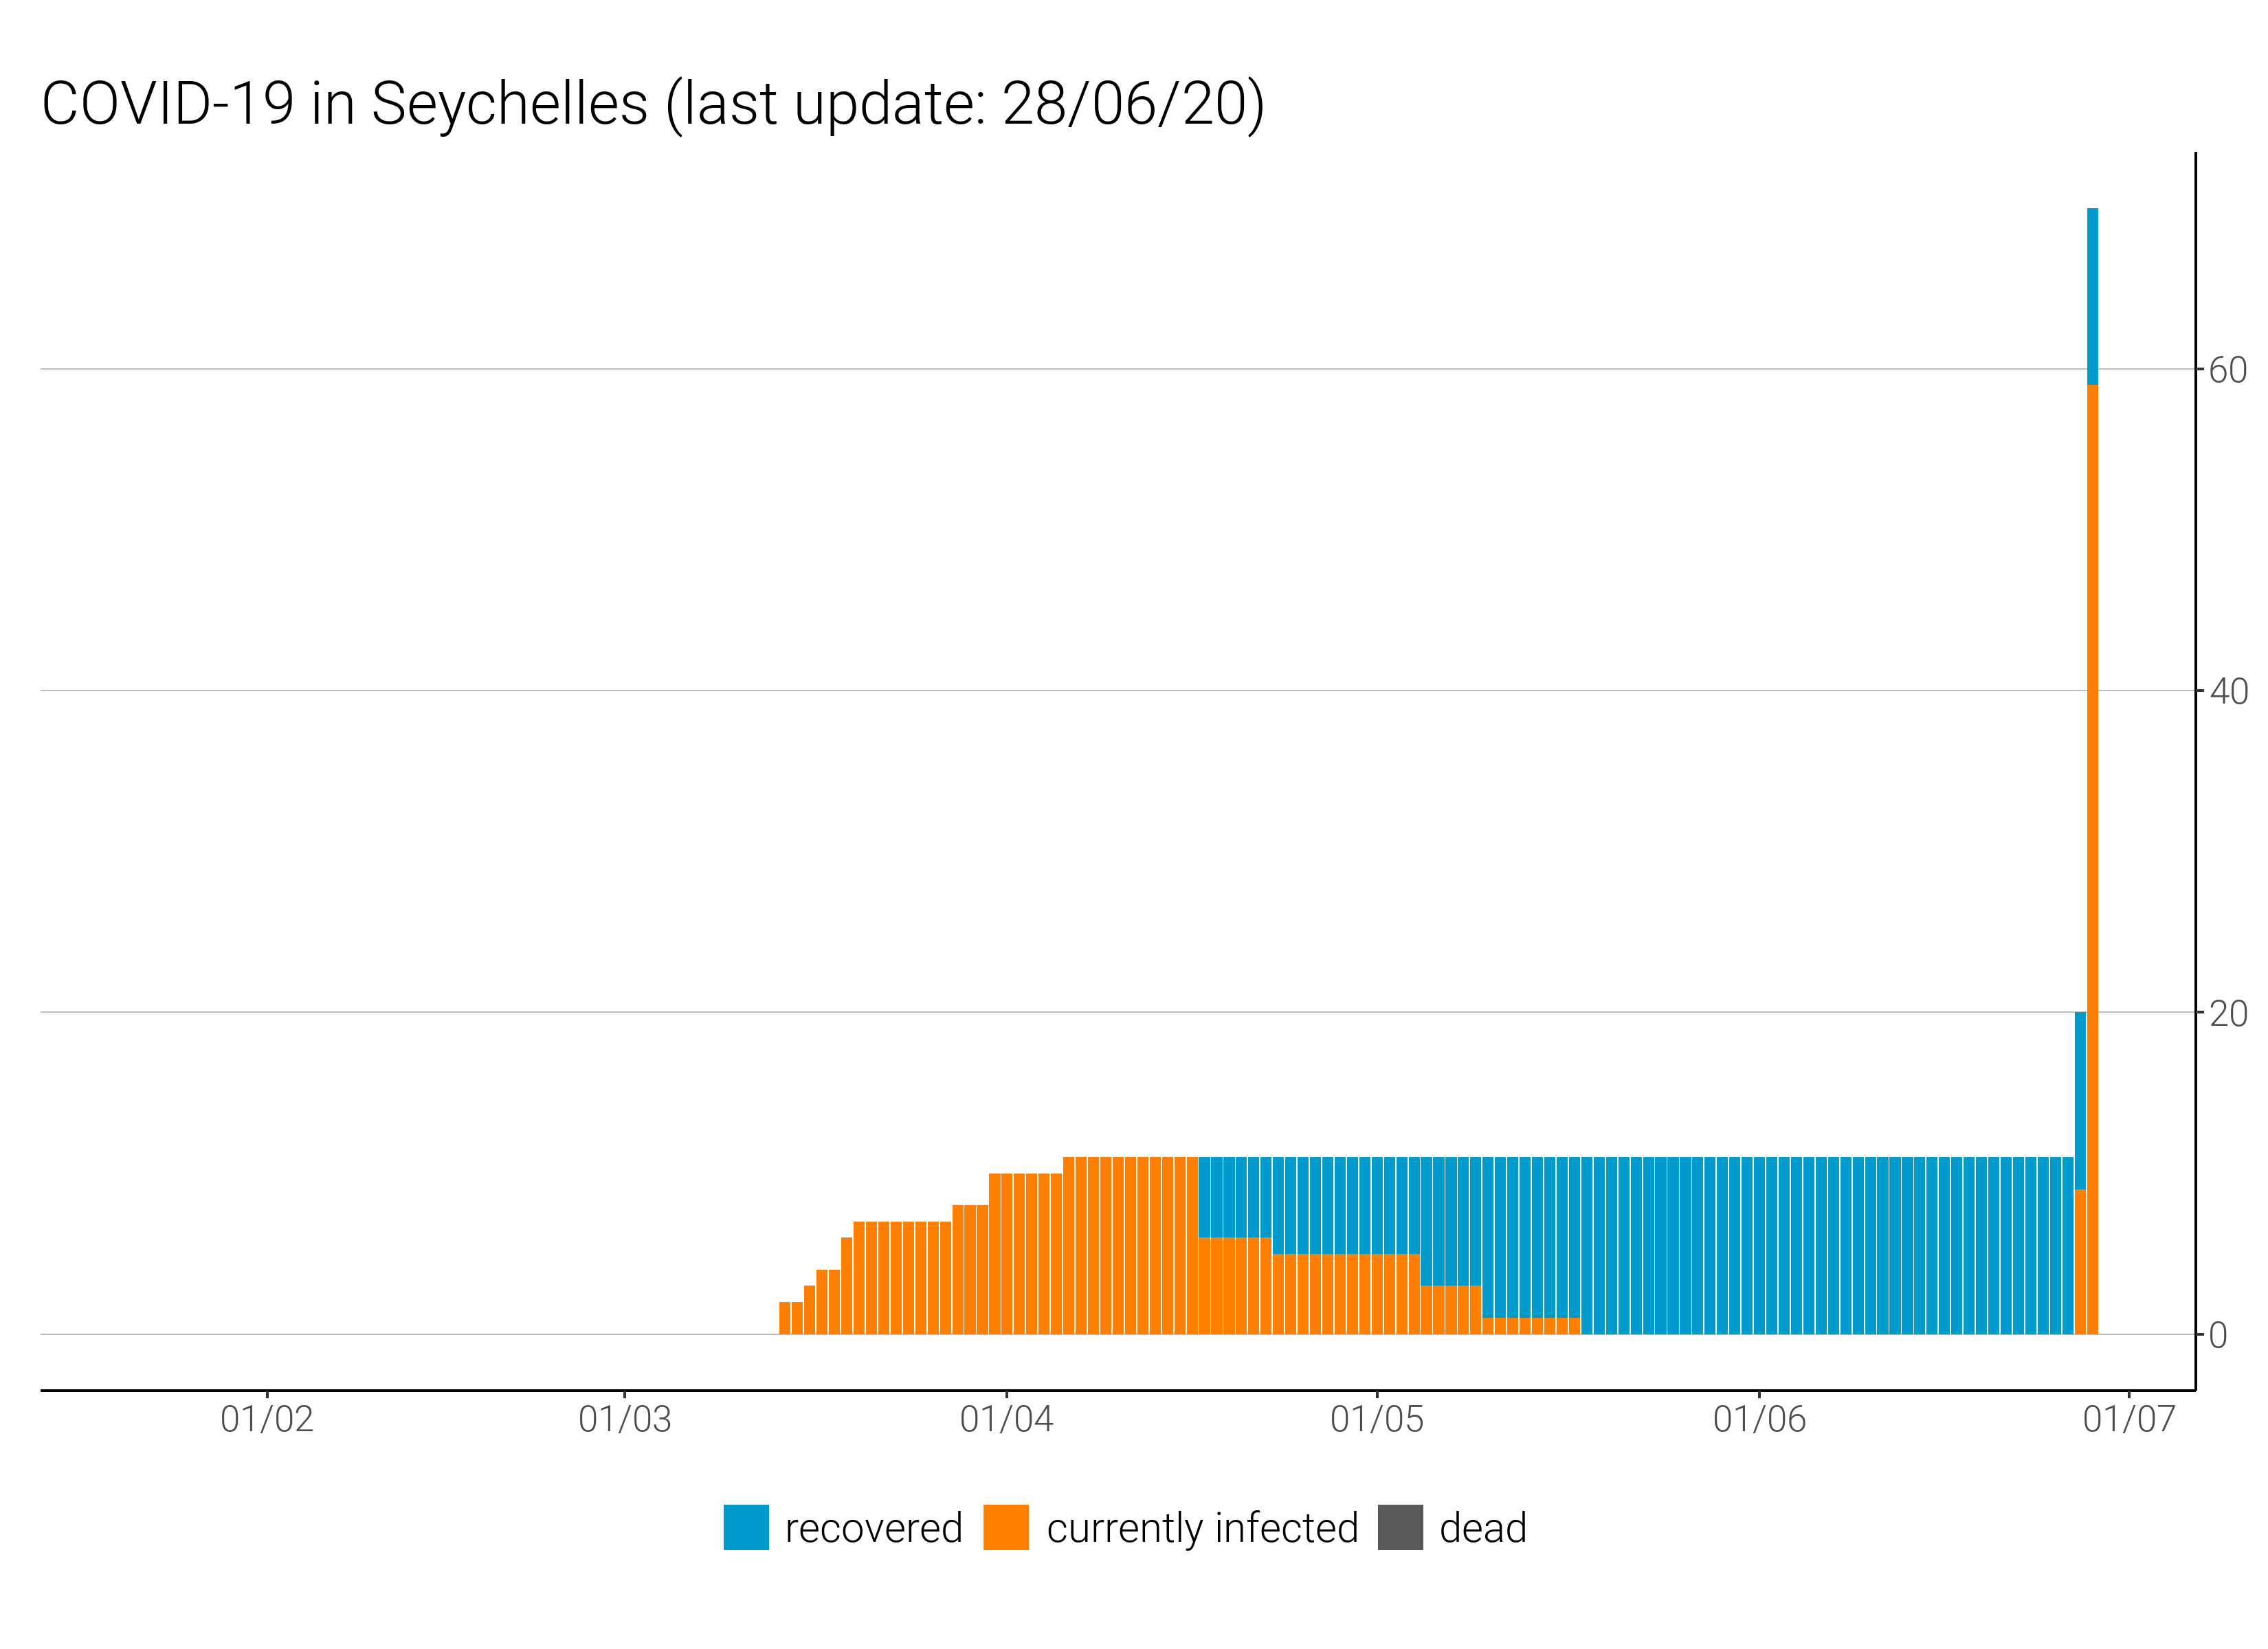 COVID-19 in Seychelles (last update: 28/06/20)
60
40
20
0
01/02 01/03 01/04 01/05 01/06 01/07
recovered currently infected dead